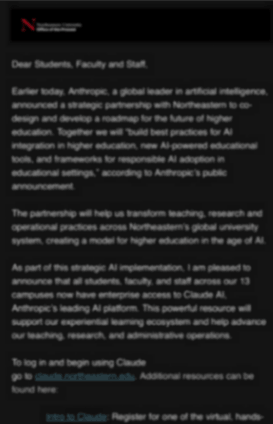 Northeastern University
Office of the Provost
Dear Students, Faculty and Staff,
Earlier today, Anthropic, a global leader in artificial intelligence,
announced a strategic partnership with Northeastern to co-
design and develop a roadmap for the future of higher
education. Together we will "build best practices for AI
integration in higher education, new AI-powered educational
tools, and frameworks for responsible AI adoption in
educational settings," according to Anthropic's public
announcement.
The partnership will help us transform teaching, research and
operational practices across Northeastern's global university
system, creating a model for higher education in the age of AI.
As part of this strategic AI implementation, I am pleased to
announce that all students, faculty, and staff across our 13
campuses now have enterprise access to Claude AI,
Anthropic's leading AI platform. This powerful resource will
support our experiential learning ecosystem and help advance
our teaching, research, and administrative operations.
To log in and begin using Claude
go to claude.northeastern.edu. Additional resources can be
found here:
Intro to Claude: Register for one of the virtual, hands-